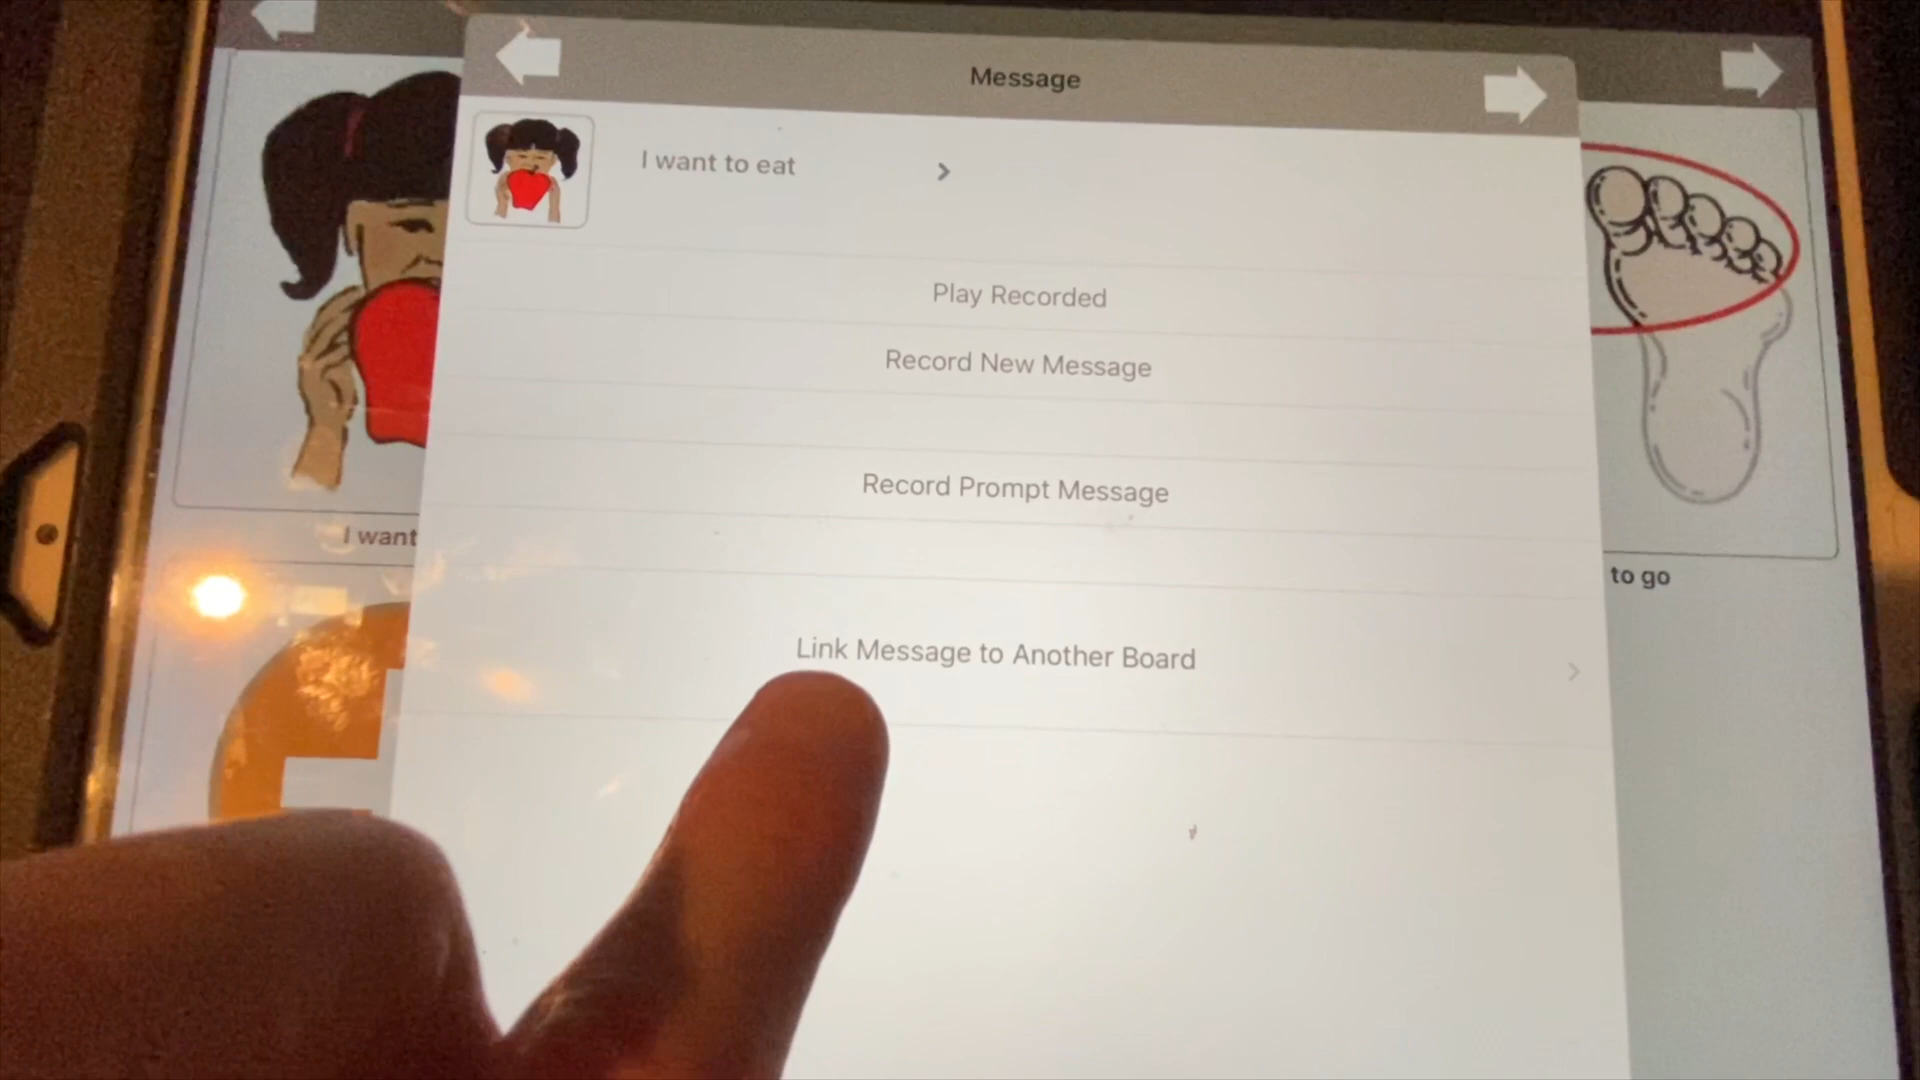 Message
I want to eat
Play Recorded
Record New Message
Record Prompt Message
I want
to go
Link Message to Another Board